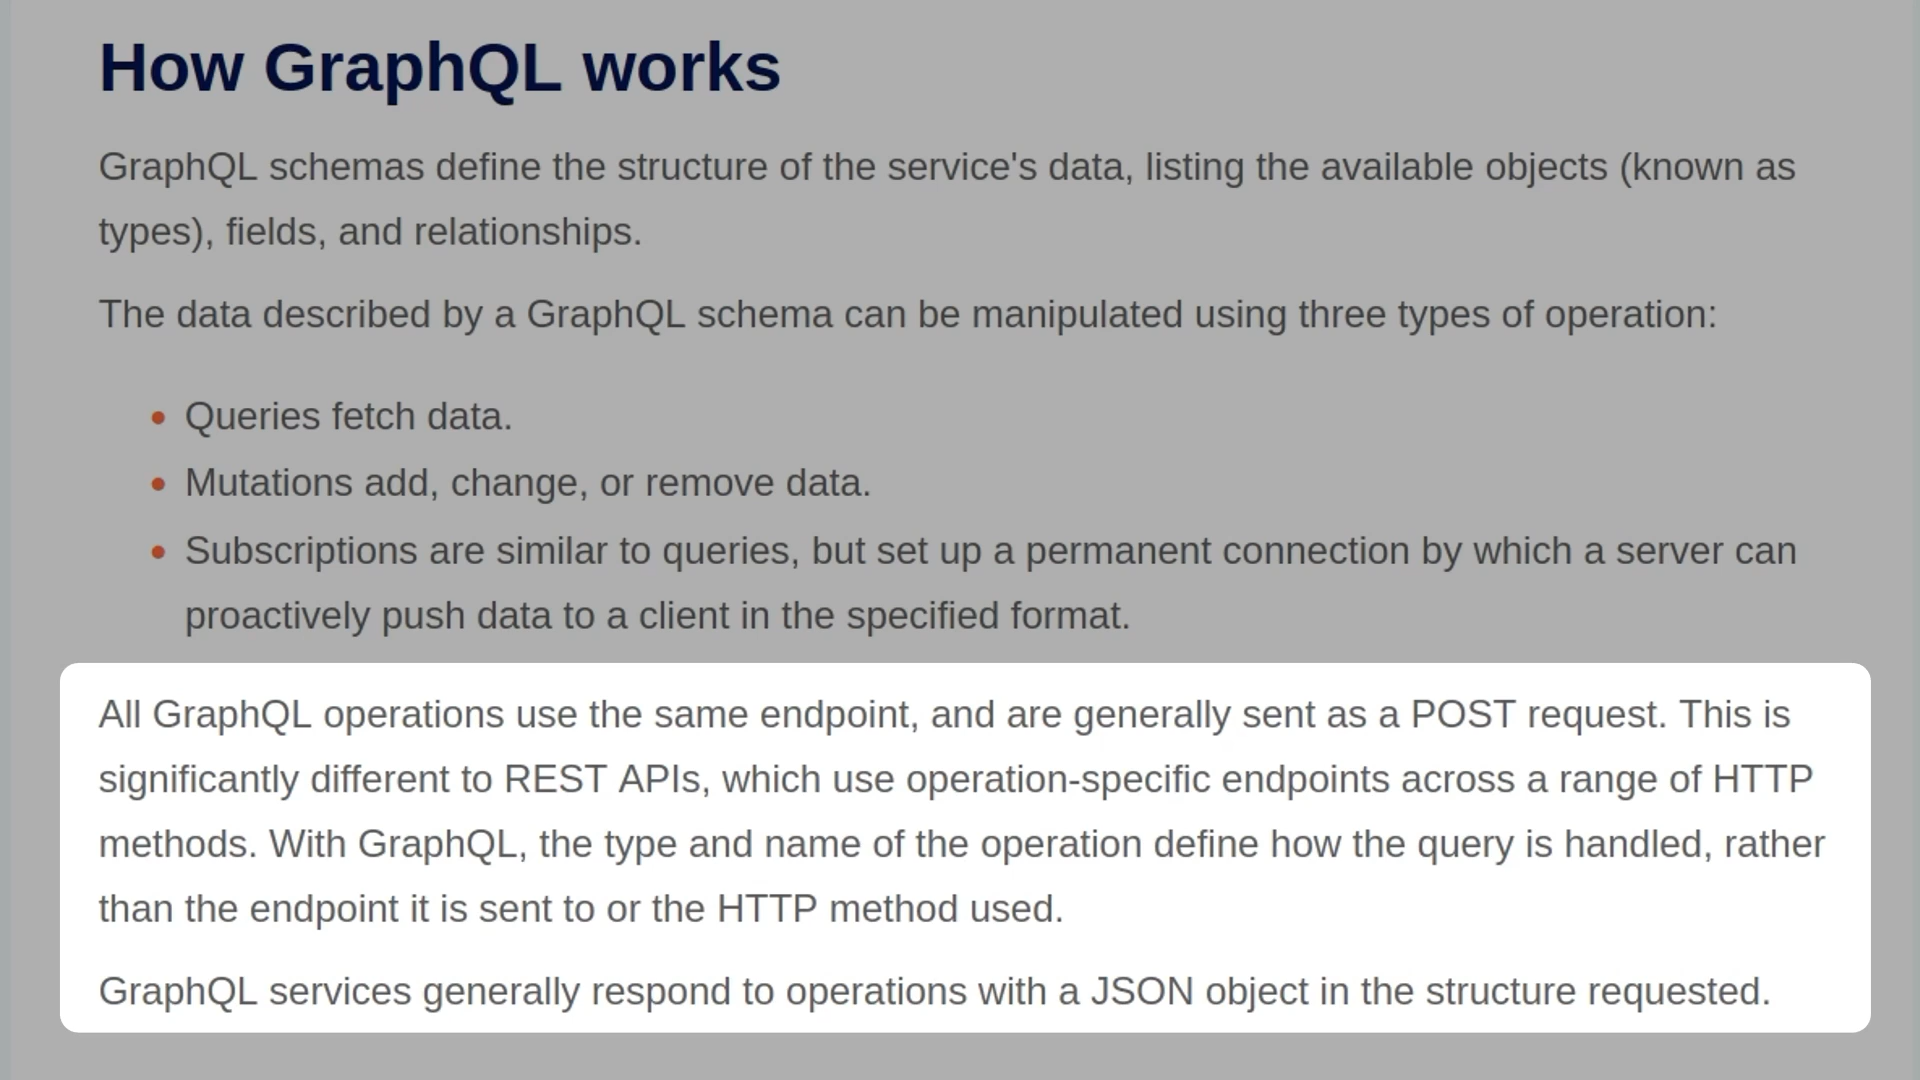 How GraphQL works
GraphQL schemas define the structure of the service's data, listing the available objects (known as
types), fields, and relationships.
The data described by a GraphQL schema can be manipulated using three types of operation:
• Queries fetch data.
• Mutations add, change, or remove data.
• Subscriptions are similar to queries, but set up a permanent connection by which a server can
proactively push data to a client in the specified format.
All GraphQL operations use the same endpoint, and are generally sent as a POST request. This is
significantly different to REST APIs, which use operation-specific endpoints across a range of HTTP
methods. With GraphQL, the type and name of the operation define how the query is handled, rather
than the endpoint it is sent to or the HTTP method used.
GraphQL services generally respond to operations with a JSON object in the structure requested.